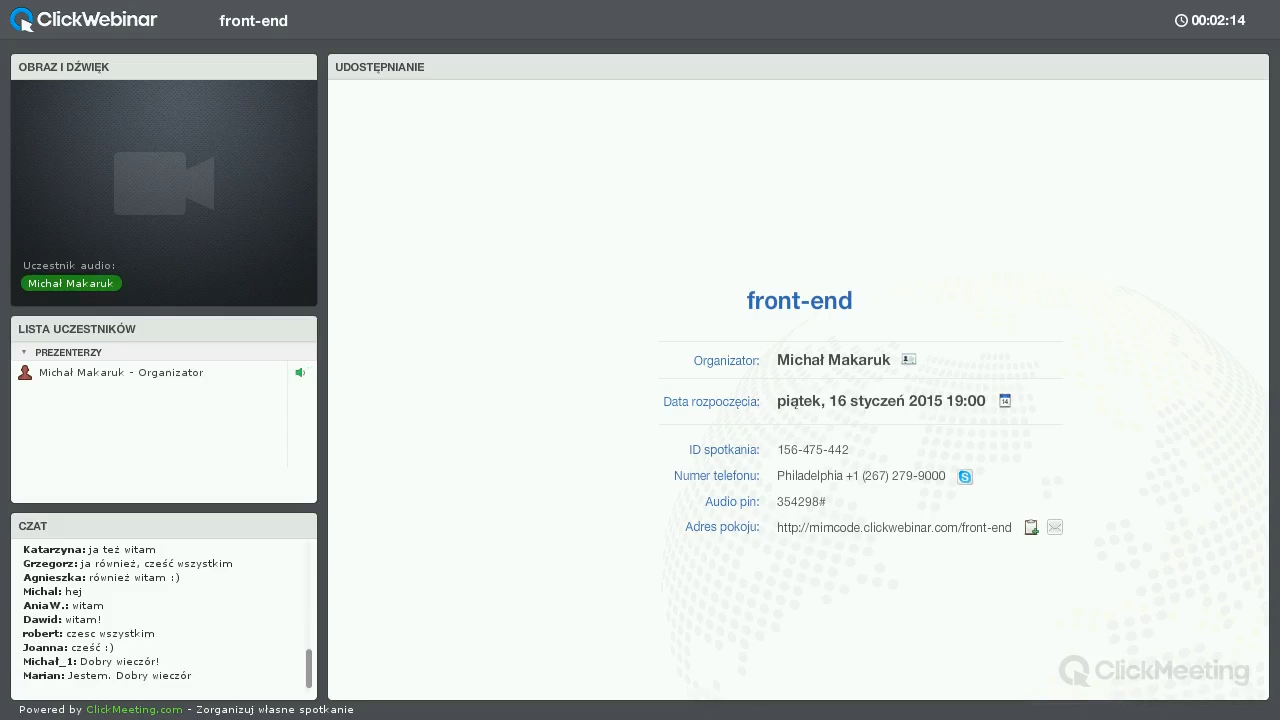 ClickWebinar
front-end
00:02:14
OBRAZ I DŹWIĘK
Uczestnik audio:
Michał Makaruk
LISTA UCZESTNIKÓW
PREZENTERZY
Michał Makaruk - Organizator
CZAT
Katarzyna: ja też witam
Grzegorz: ja również, cześć wszystkim
Agnieszka: również witam :)
Michal: hej
AniaW.: witam
Dawid: witam!
robert: czesc wszystkim
Joanna: cześć :)
Michał_1: Dobry wieczór!
Marian: Jestem. Dobry wieczór
UDOSTĘPNIANIE
front-end
Organizator: Michał Makaruk
Data rozpoczęcia: piątek, 16 styczeń 2015 19:00
14
ID spotkania: 156-475-442
Numer telefonu: Philadelphia +1 (267) 279-9000
Audio pin: 354298#
Adres pokoju: http://mimcode.clickwebinar.com/front-end
ClickMeeting
Powered by ClickMeeting.com - Zorganizuj własne spotkanie